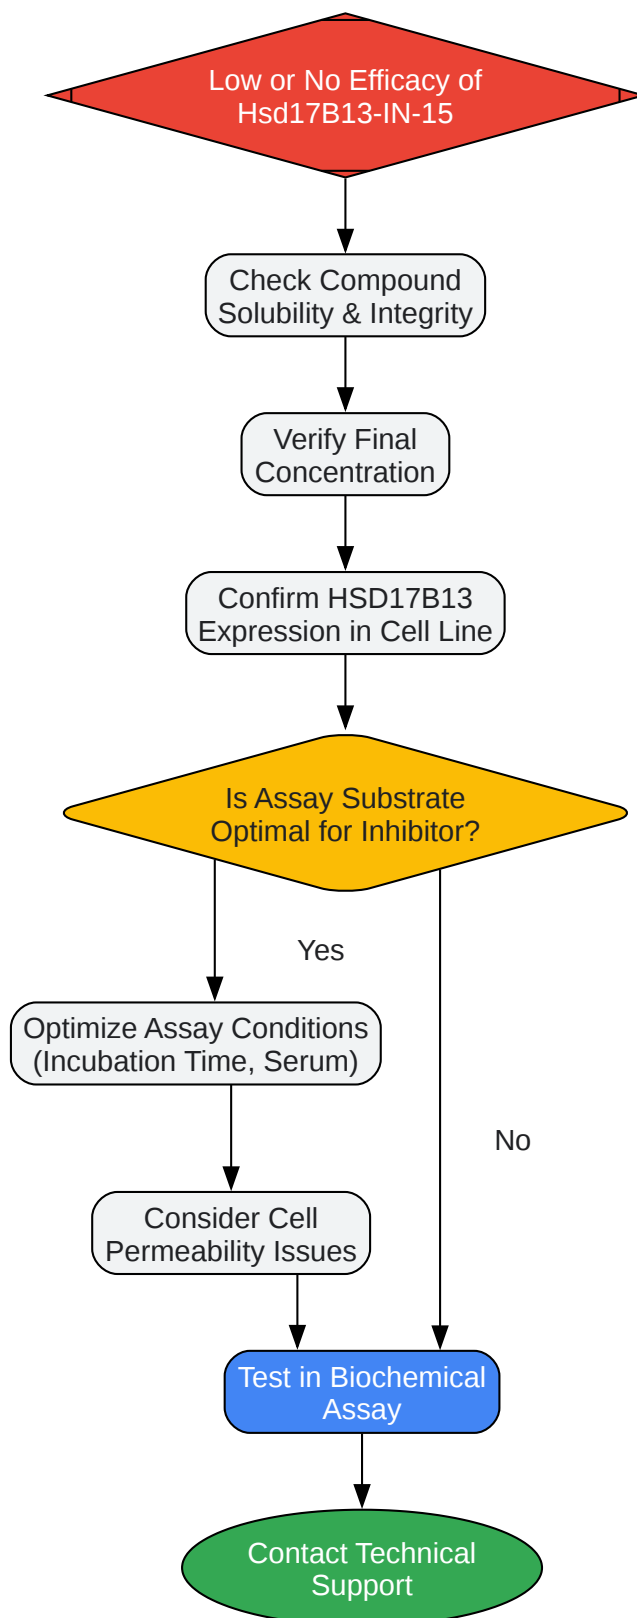 Low or No Efficacy of
Hsd17B13-IN-15
Check Compound
Solubility & Integrity
Verify Final
Concentration
Confirm HSD17B13
Expression in Cell Line
Is Assay Substrate
Optimal for Inhibitor?
Yes
Optimize Assay Conditions
(Incubation Time, Serum)
No
Consider Cell
Permeability Issues
Test in Biochemical
Assay
Contact Technical
Support